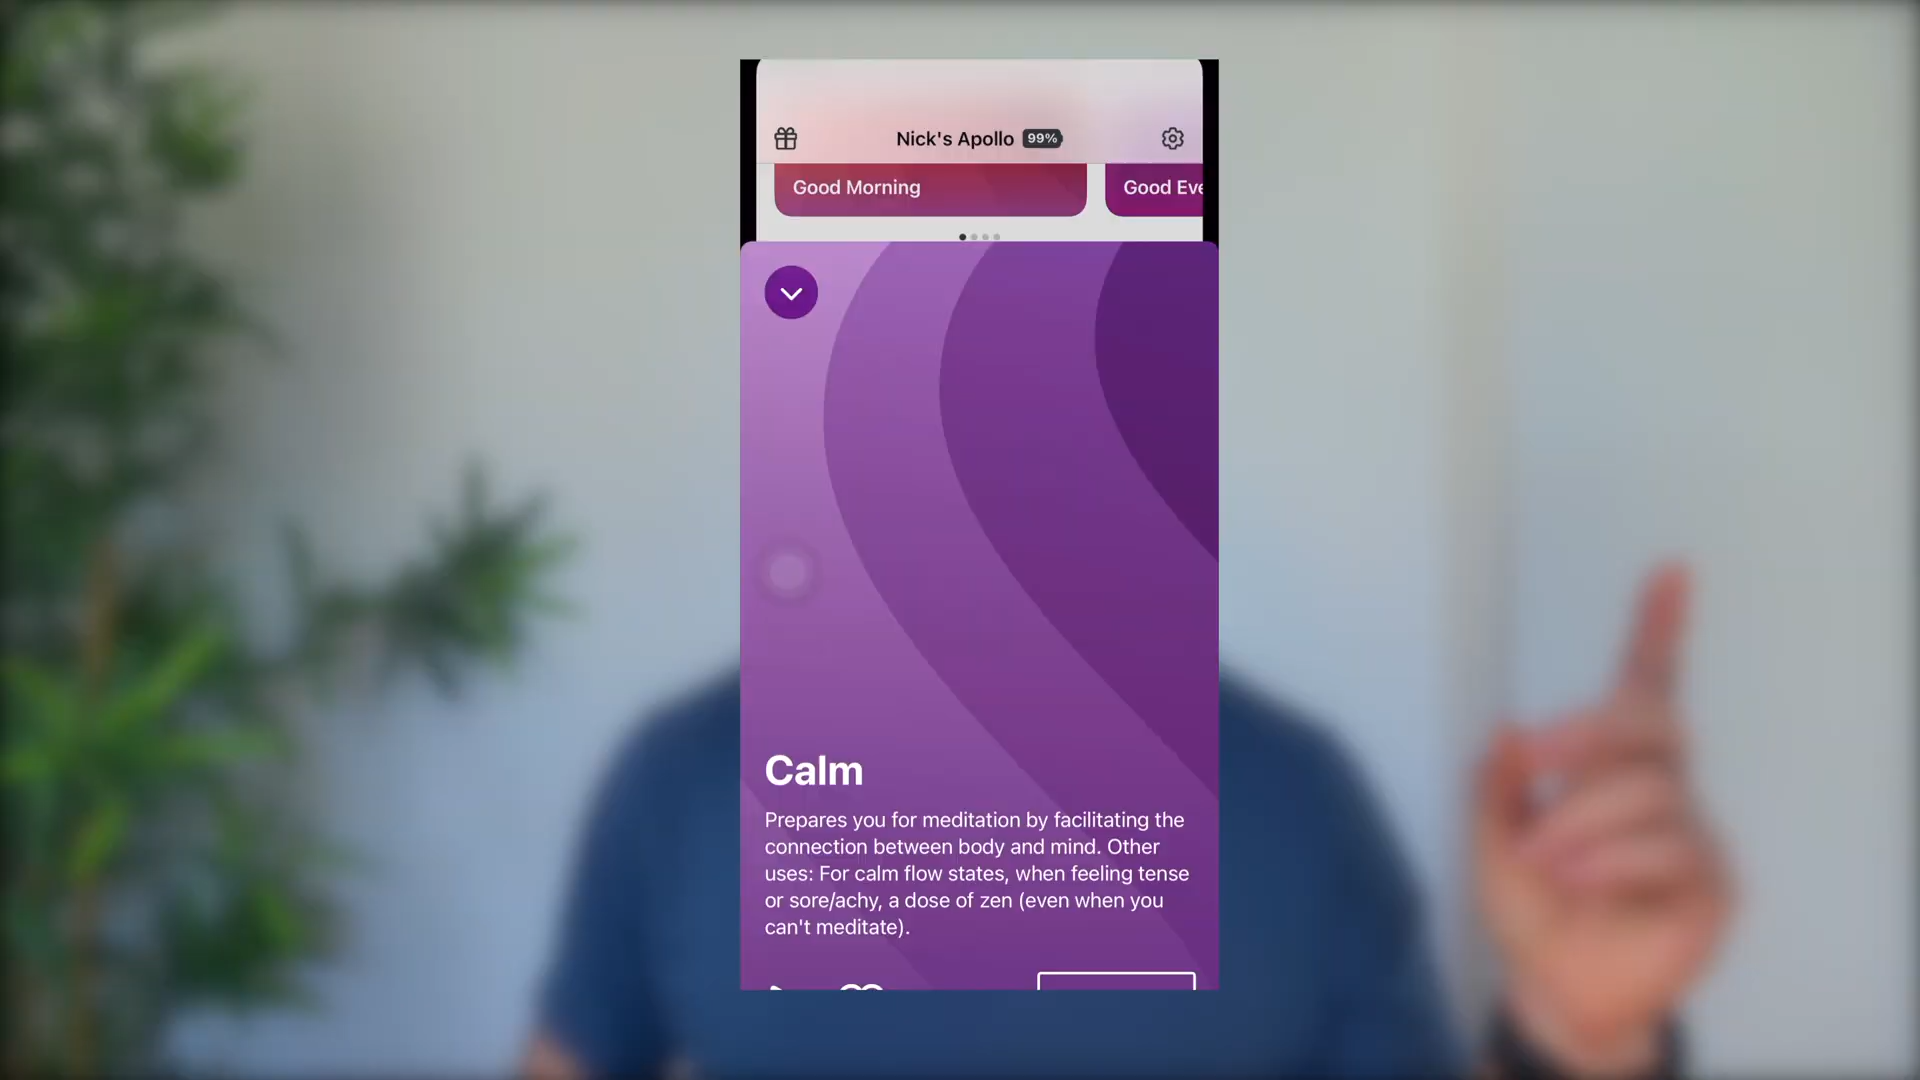 Nick's Apollo 99%
Good Morning
Good Eve
Calm
Prepares you for meditation by facilitating the
connection between body and mind. Other
uses: For calm flow states, when feeling tense
or sore/achy, a dose of zen (even when you
can't meditate).